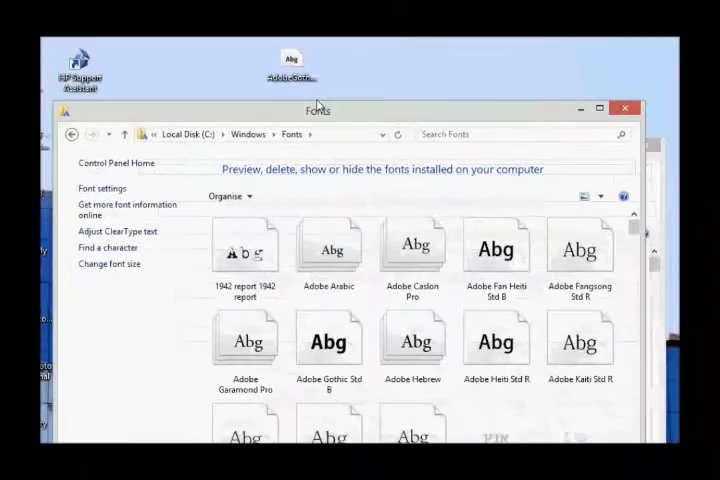 HP Support
Assistant
Abg
AdobeGoth...
Fonts
« Local Disk (C:) Windows Fonts
Search Fonts
Control Panel Home
Font settings
Get more font information
online
Adjust ClearType text
Find a character
Change font size
Preview, delete, show or hide the fonts installed on your computer
Organise
Abg
Abg
Abg
Abg
Abg
1942 report 1942
report
Adobe Arabic
Adobe Caslon
Pro
Adobe Fan Heiti
Std B
Adobe Fangsong
Std R
Abg
Abg
Abg
Abg
Abg
Adobe
Garamond Pro
Adobe Gothic Std
B
Adobe Hebrew
Adobe Heiti Std R
Adobe Kaiti Std R
Abg
Abg
Abg